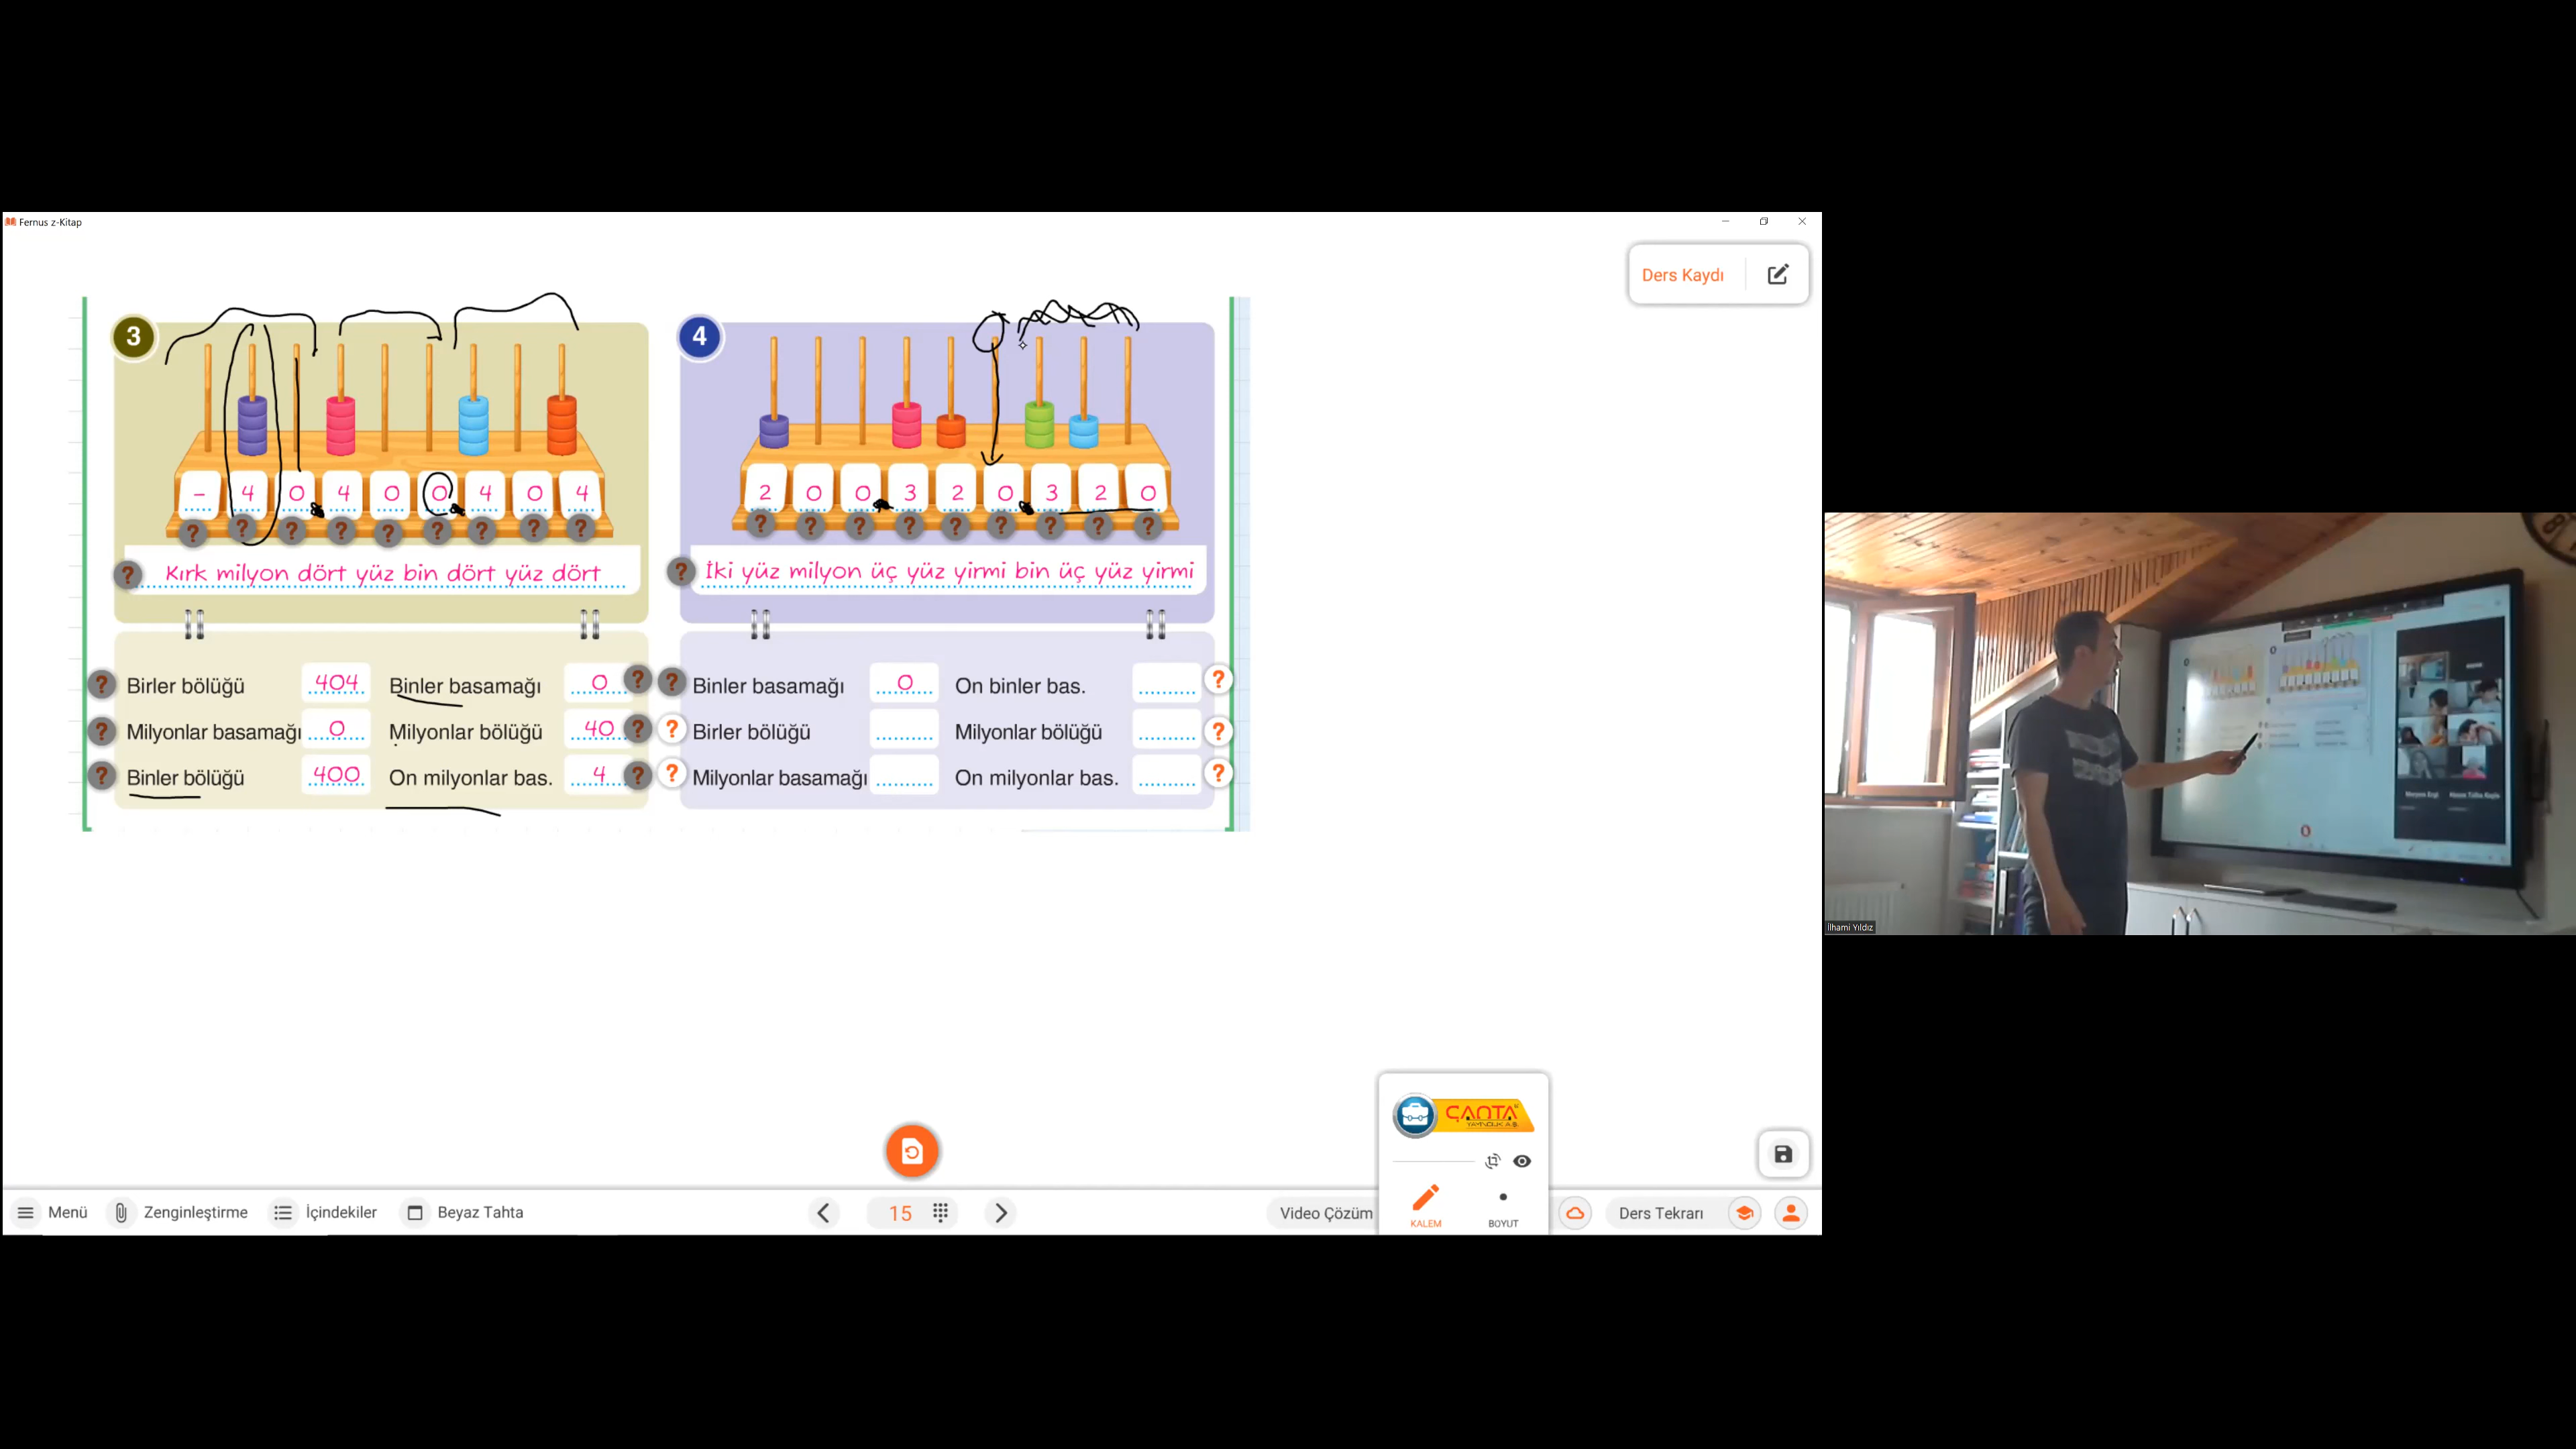 Fernus z-Kitap
Ders Kaydı
3
- 4 0 4 0 0 4 0 4
? ? ? ? ? ? ? ? ?
? Kırk milyon dört yüz bin dört yüz dört
? Birler bölüğü 404 Binler basamağı 0 ?
? Milyonlar basamağı 0 Milyonlar bölüğü 40 ?
? Binler bölüğü 400 On milyonlar bas. 4 ?
4
2 0 0 3 2 0 3 2 0
? ? ? ? ? ? ? ? ?
? İki yüz milyon üç yüz yirmi bin üç yüz yirmi
? Binler basamağı 0 On binler bas. ?
? Birler bölüğü Milyonlar bölüğü ?
? Milyonlar basamağı On milyonlar bas. ?
İlhami Yıldız
ÇANTA
YAYINCILIK A.Ş.
KALEM BOYUT
Menü Zenginleştirme İçindekiler Beyaz Tahta 15 Video Çözüm Ders Tekrarı